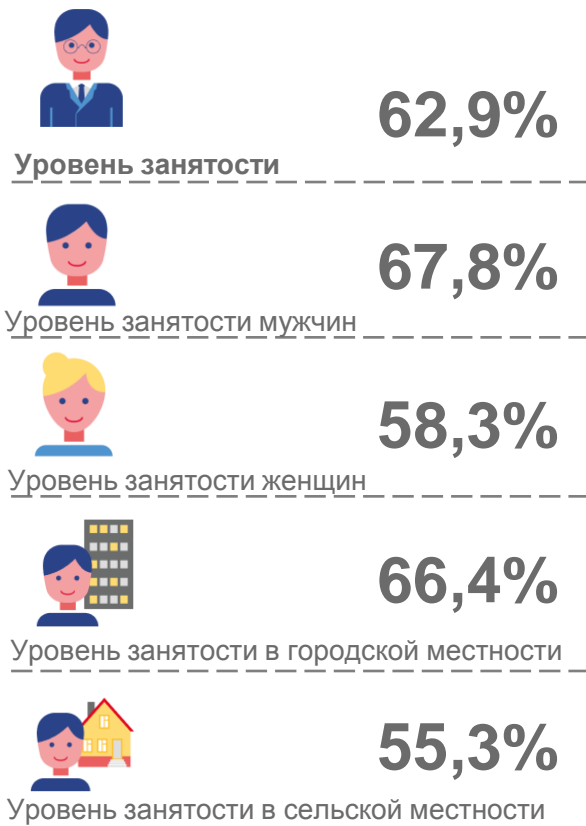 62,9%
Уровень занятости
67,8%
Уровень занятости мужчин
58,3%
Уровень занятости женщин
66,4%
Уровень занятости в городской местности
55,3%
Уровень занятости в сельской местности